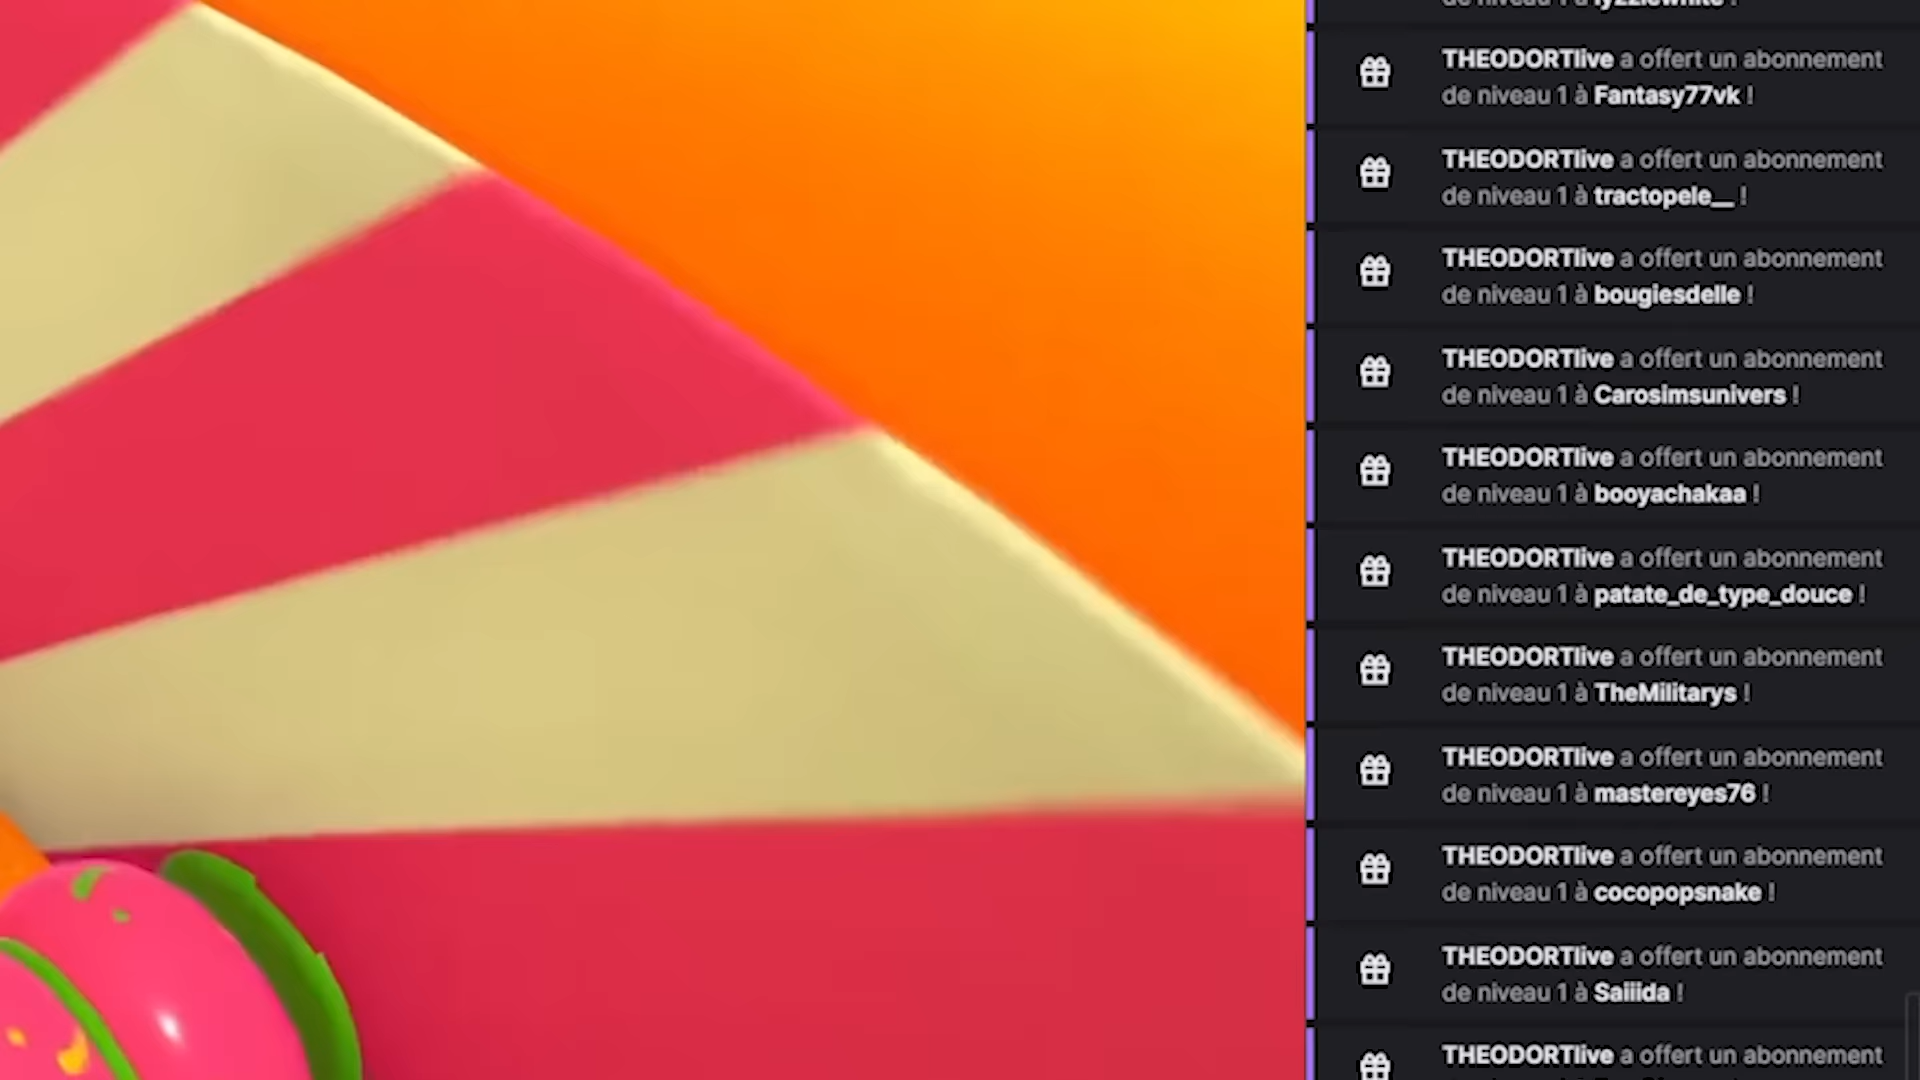 de niveau 1 à lyzziewhite !
THEODORTlive a offert un abonnement
de niveau 1 à Fantasy77vk !
THEODORTlive a offert un abonnement
de niveau 1 à tractopele__ !
THEODORTlive a offert un abonnement
de niveau 1 à bougiesdelle !
THEODORTlive a offert un abonnement
de niveau 1 à Carosimsunivers !
THEODORTlive a offert un abonnement
de niveau 1 à booyachakaa !
THEODORTlive a offert un abonnement
de niveau 1 à patate_de_type_douce !
THEODORTlive a offert un abonnement
de niveau 1 à TheMilitarys !
THEODORTlive a offert un abonnement
de niveau 1 à mastereyes76 !
THEODORTlive a offert un abonnement
de niveau 1 à cocopopsnake !
THEODORTlive a offert un abonnement
de niveau 1 à Saiiida !
THEODORTlive a offert un abonnement